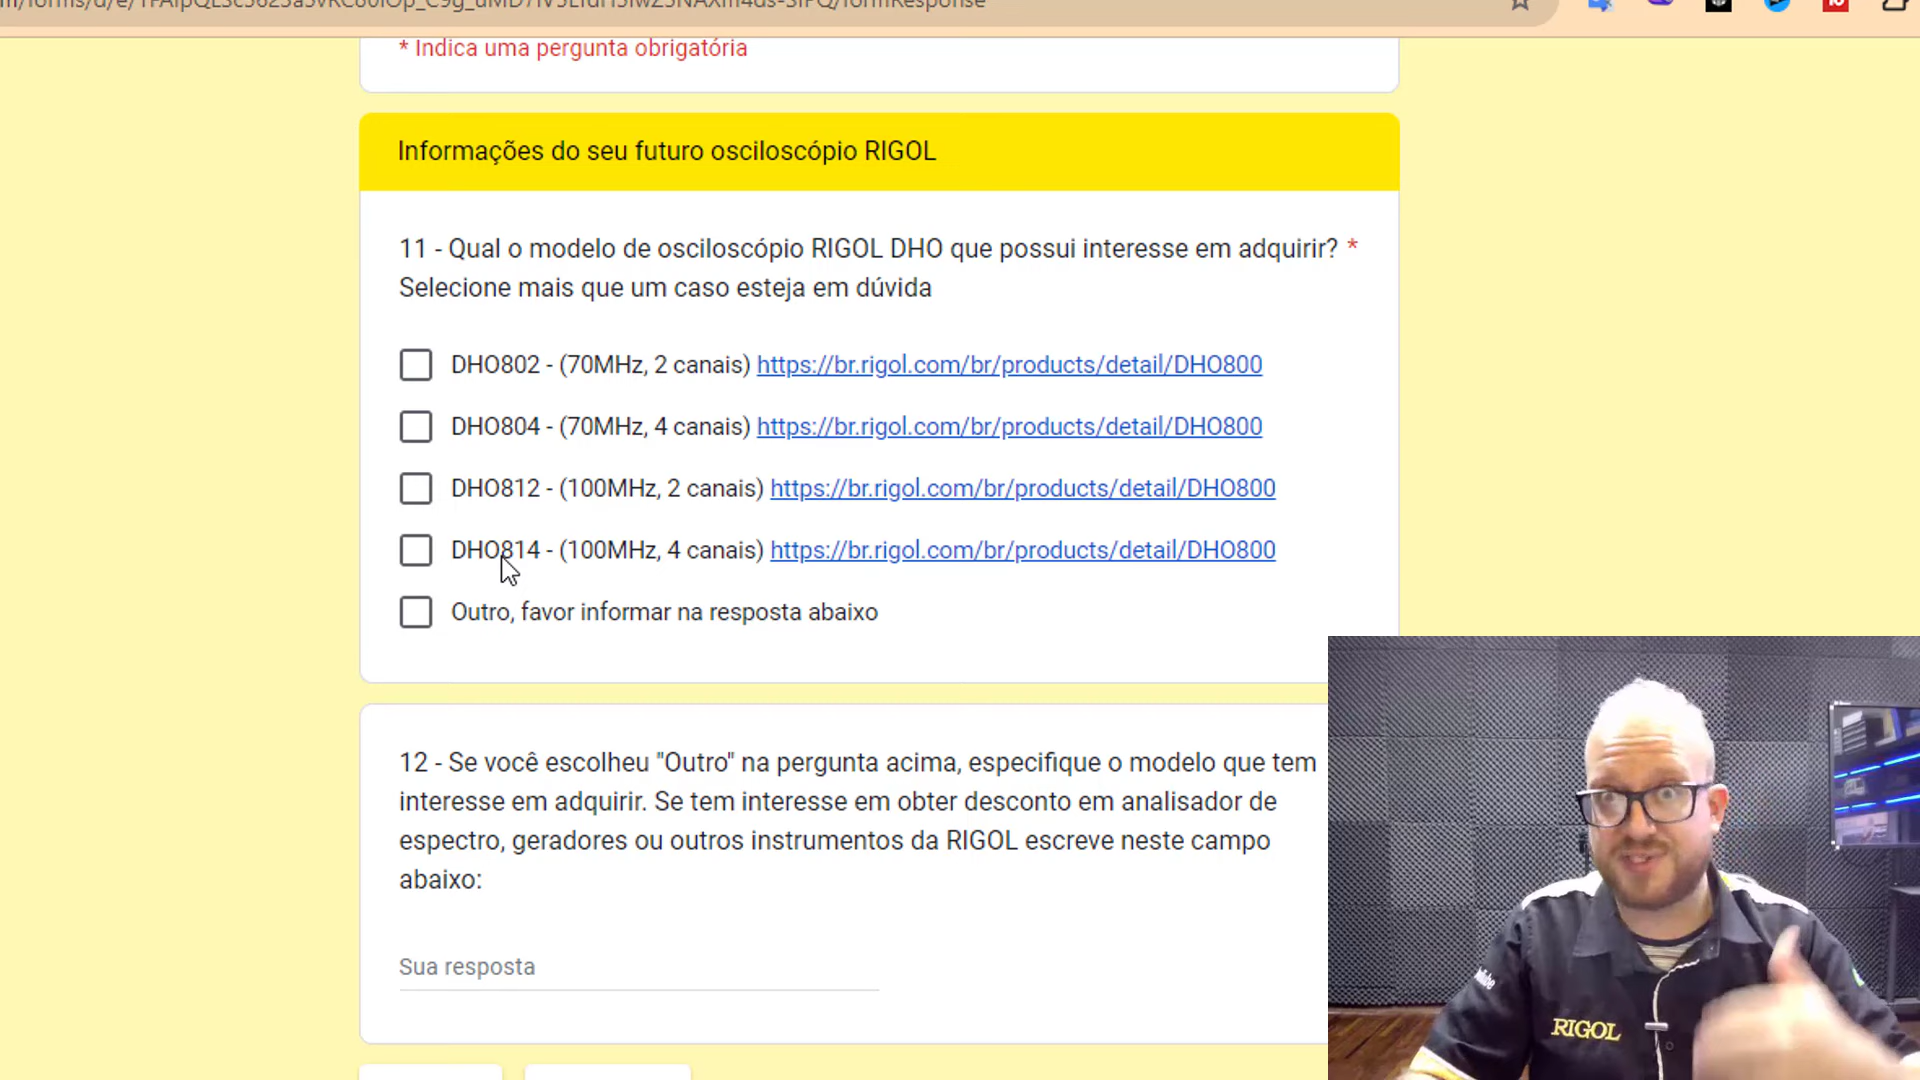 * Indica uma pergunta obrigatória
Informações do seu futuro osciloscópio RIGOL
11 - Qual o modelo de osciloscópio RIGOL DHO que possui interesse em adquirir? *
Selecione mais que um caso esteja em dúvida
DHO802 - (70MHz, 2 canais) https://br.rigol.com/br/products/detail/DHO800
DHO804 - (70MHz, 4 canais) https://br.rigol.com/br/products/detail/DHO800
DHO812 - (100MHz, 2 canais) https://br.rigol.com/br/products/detail/DHO800
DHO814 - (100MHz, 4 canais) https://br.rigol.com/br/products/detail/DHO800
Outro, favor informar na resposta abaixo
12 - Se você escolheu "Outro" na pergunta acima, especifique o modelo que tem
interesse em adquirir. Se tem interesse em obter desconto em analisador de
espectro, geradores ou outros instrumentos da RIGOL escreve neste campo
abaixo:
Sua resposta
RIGOL